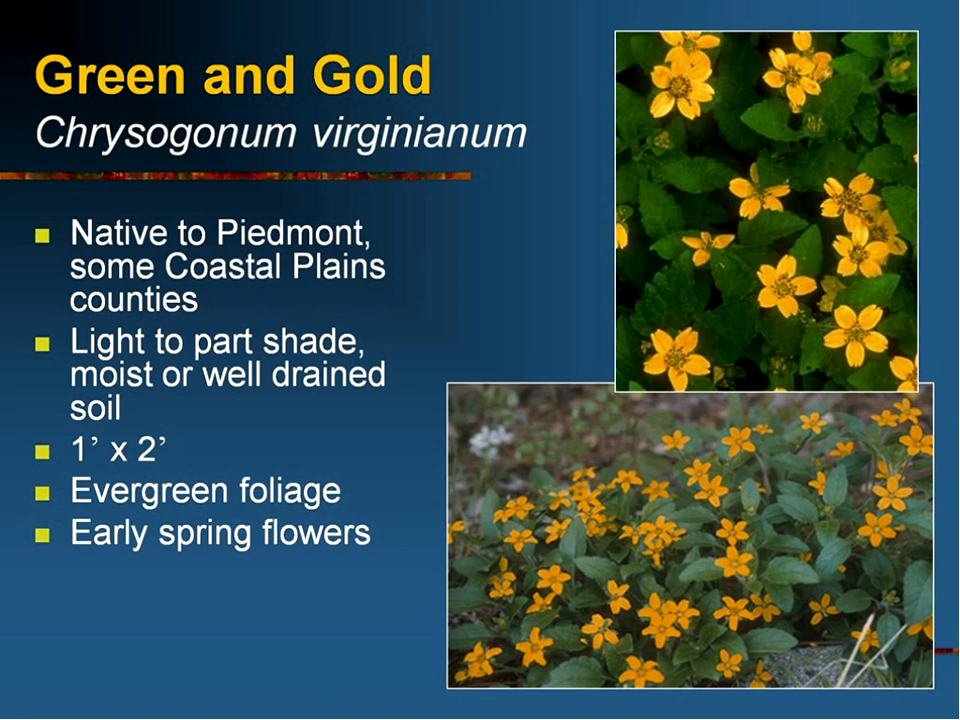 Green and Gold
Chrysogonum virginianum
Native to Piedmont,
some Coastal Plains
counties
Light to part shade,
moist or well drained
soil
1’ x 2’
Evergreen foliage
Early spring flowers